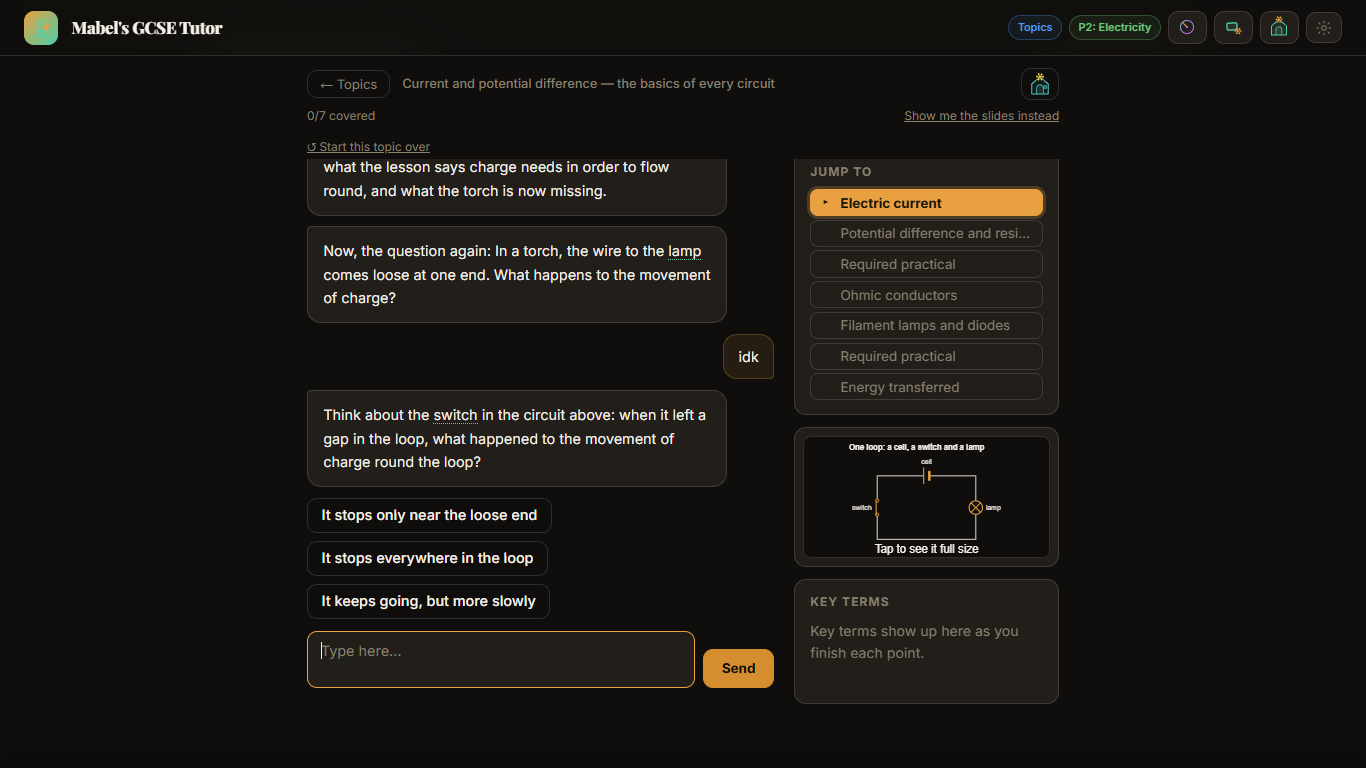 Mabel's GCSE Tutor
Topics
P2: Electricity
← Topics
Current and potential difference — the basics of every circuit
0/7 covered
Show me the slides instead
↺ Start this topic over
what the lesson says charge needs in order to flow
round, and what the torch is now missing.
Now, the question again: In a torch, the wire to the lamp
comes loose at one end. What happens to the movement
of charge?
idk
Think about the switch in the circuit above: when it left a
gap in the loop, what happened to the movement of
charge round the loop?
It stops only near the loose end
It stops everywhere in the loop
It keeps going, but more slowly
Type here...
Send
JUMP TO
‣ Electric current
Potential difference and resi...
Required practical
Ohmic conductors
Filament lamps and diodes
Required practical
Energy transferred
One loop: a cell, a switch and a lamp
cell
switch
lamp
Tap to see it full size
KEY TERMS
Key terms show up here as you
finish each point.